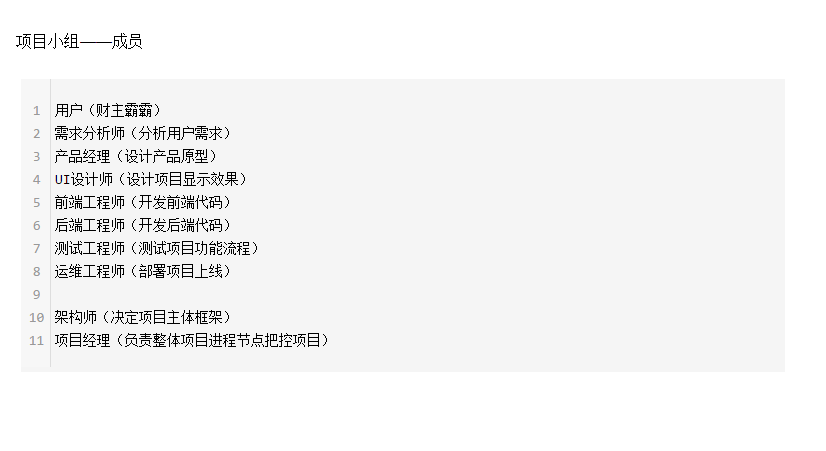 项目小组——成员
1 用户（财主霸霸）
2 需求分析师（分析用户需求）
3 产品经理（设计产品原型）
4 UI设计师（设计项目显示效果）
5 前端工程师（开发前端代码）
6 后端工程师（开发后端代码）
7 测试工程师（测试项目功能流程）
8 运维工程师（部署项目上线）
9
10 架构师（决定项目主体框架）
11 项目经理（负责整体项目进程节点把控项目）